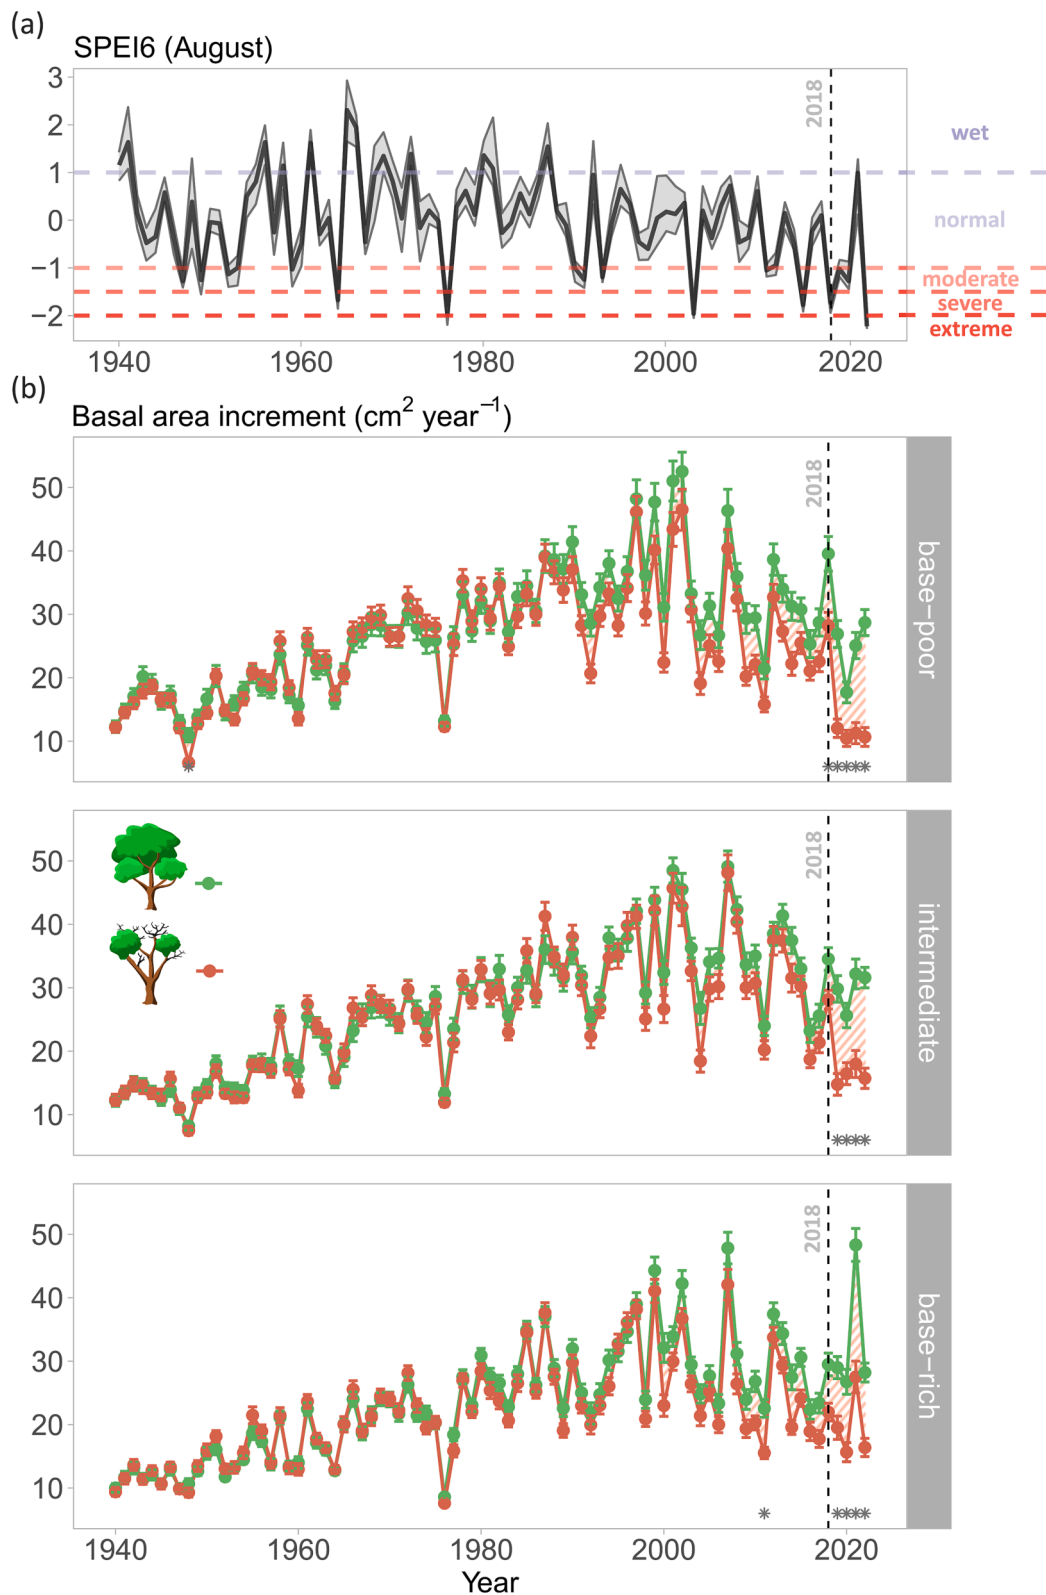 (a)
SPEI6 (August)
3
2
1
0
−1
−2
2018
wet
normal
moderate
severe
extreme
1940 1960 1980 2000 2020
(b)
Basal area increment (cm² year⁻¹)
50
40
30
20
10
2018
base−poor
* * * * * *
50
40
30
20
10
2018
intermediate
* * * *
50
40
30
20
10
2018
base−rich
* * * * *
1940 1960 1980 2000 2020
Year